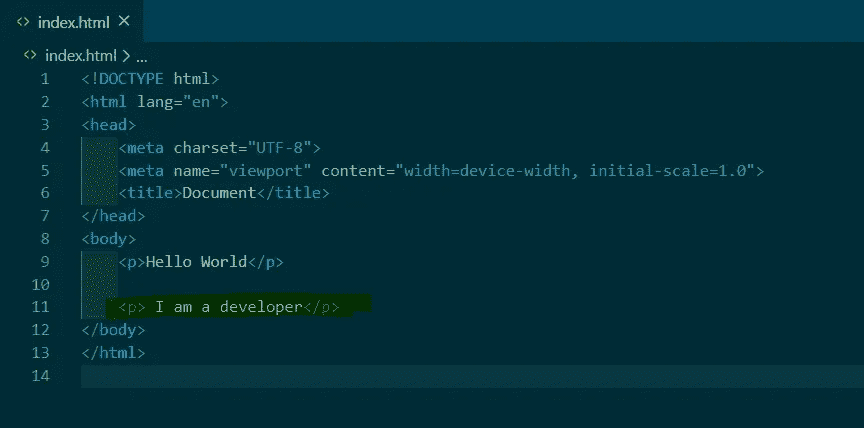 <> index.html ×
<> index.html > ...
1 <!DOCTYPE html>
2 <html lang="en">
3 <head>
4     <meta charset="UTF-8">
5     <meta name="viewport" content="width=device-width, initial-scale=1.0">
6     <title>Document</title>
7 </head>
8 <body>
9     <p>Hello World</p>
10
11     <p> I am a developer</p>
12 </body>
13 </html>
14